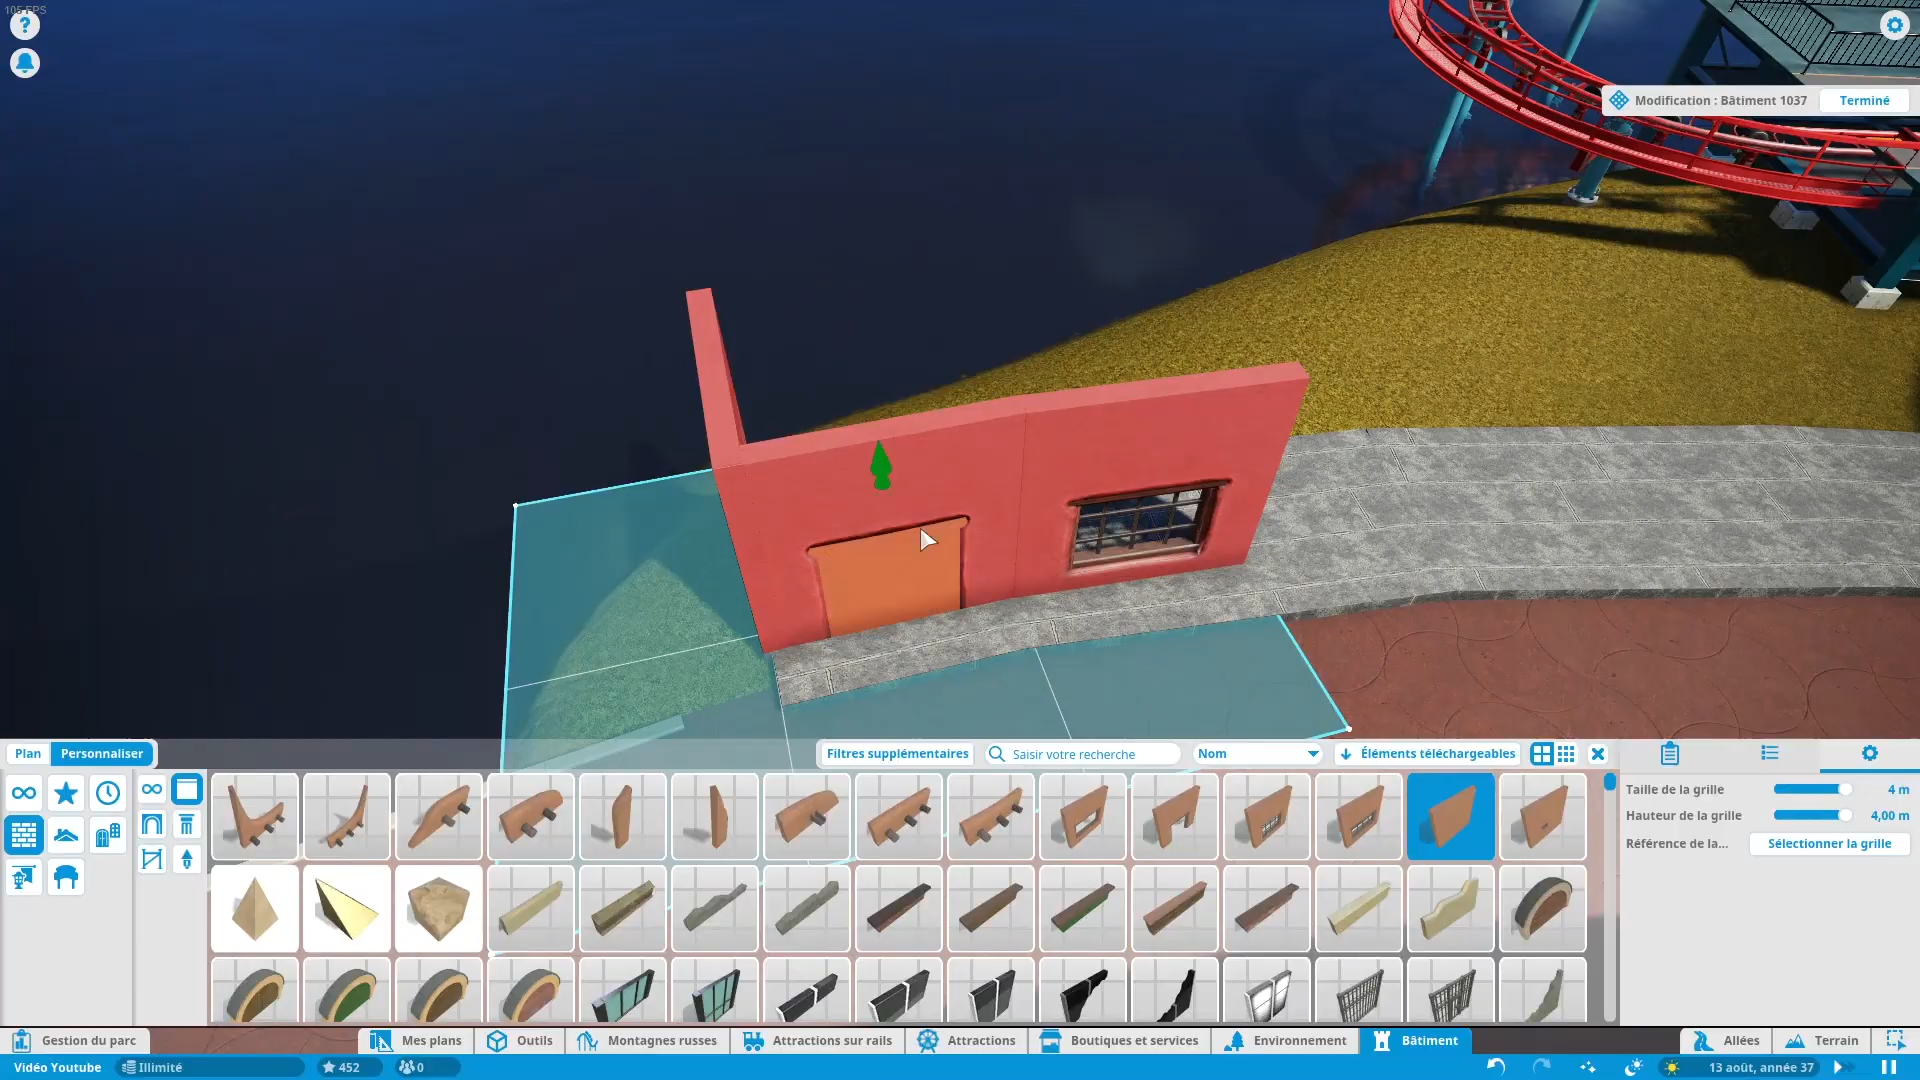 105 FPS
?
Modification : Bâtiment 1037
Terminé
Plan
Personnaliser
Filtres supplémentaires
Saisir votre recherche
Nom
Éléments téléchargeables
Taille de la grille
4 m
Hauteur de la grille
4,00 m
Référence de la...
Sélectionner la grille
Gestion du parc
Mes plans
Outils
Montagnes russes
Attractions sur rails
Attractions
Boutiques et services
Environnement
Bâtiment
Allées
Terrain
Vidéo Youtube
Illimité
452
0
13 août, année 37